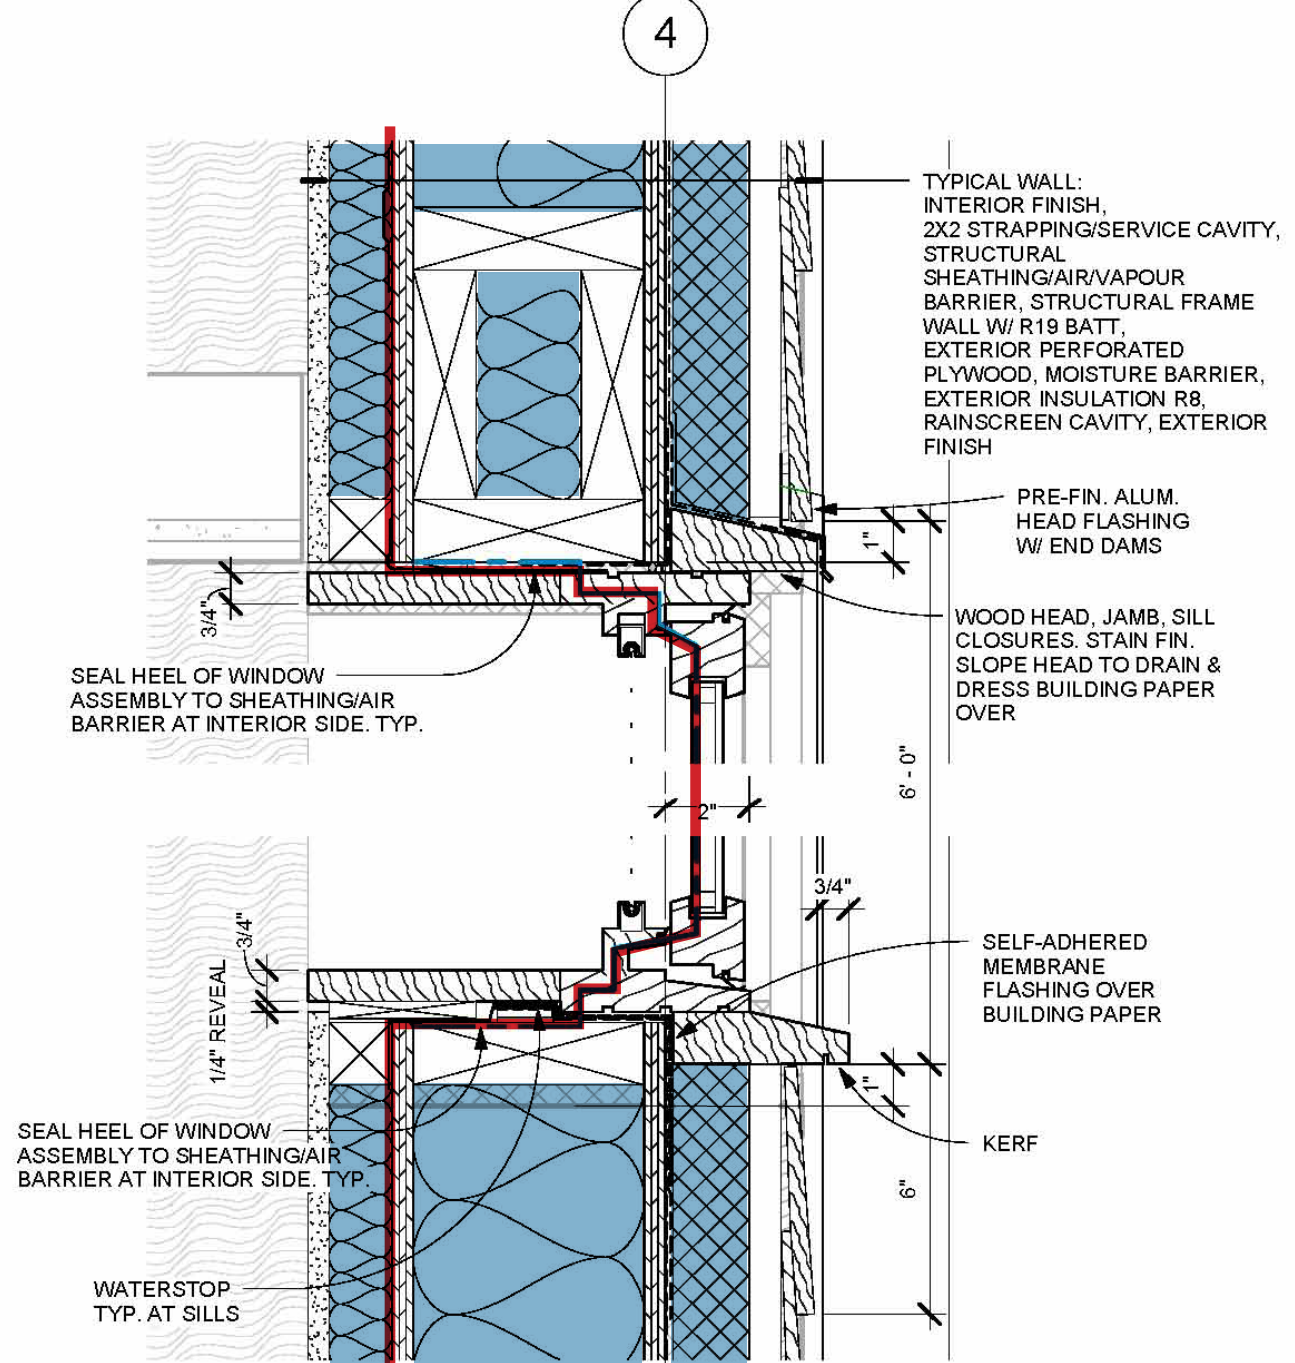 4
TYPICAL WALL:
INTERIOR FINISH,
2X2 STRAPPING/SERVICE CAVITY,
STRUCTURAL
SHEATHING/AIR/VAPOUR
BARRIER, STRUCTURAL FRAME
WALL W/ R19 BATT,
EXTERIOR PERFORATED
PLYWOOD, MOISTURE BARRIER,
EXTERIOR INSULATION R8,
RAINSCREEN CAVITY, EXTERIOR
FINISH
PRE-FIN. ALUM.
HEAD FLASHING
W/ END DAMS
1"
3/4"
WOOD HEAD, JAMB, SILL
CLOSURES. STAIN FIN.
SLOPE HEAD TO DRAIN &
DRESS BUILDING PAPER
OVER
SEAL HEEL OF WINDOW
ASSEMBLY TO SHEATHING/AIR
BARRIER AT INTERIOR SIDE. TYP.
6' - 0"
2"
3/4"
3/4"
1/4" REVEAL
SELF-ADHERED
MEMBRANE
FLASHING OVER
BUILDING PAPER
1"
KERF
SEAL HEEL OF WINDOW
ASSEMBLY TO SHEATHING/AIR
BARRIER AT INTERIOR SIDE. TYP.
6"
WATERSTOP
TYP. AT SILLS